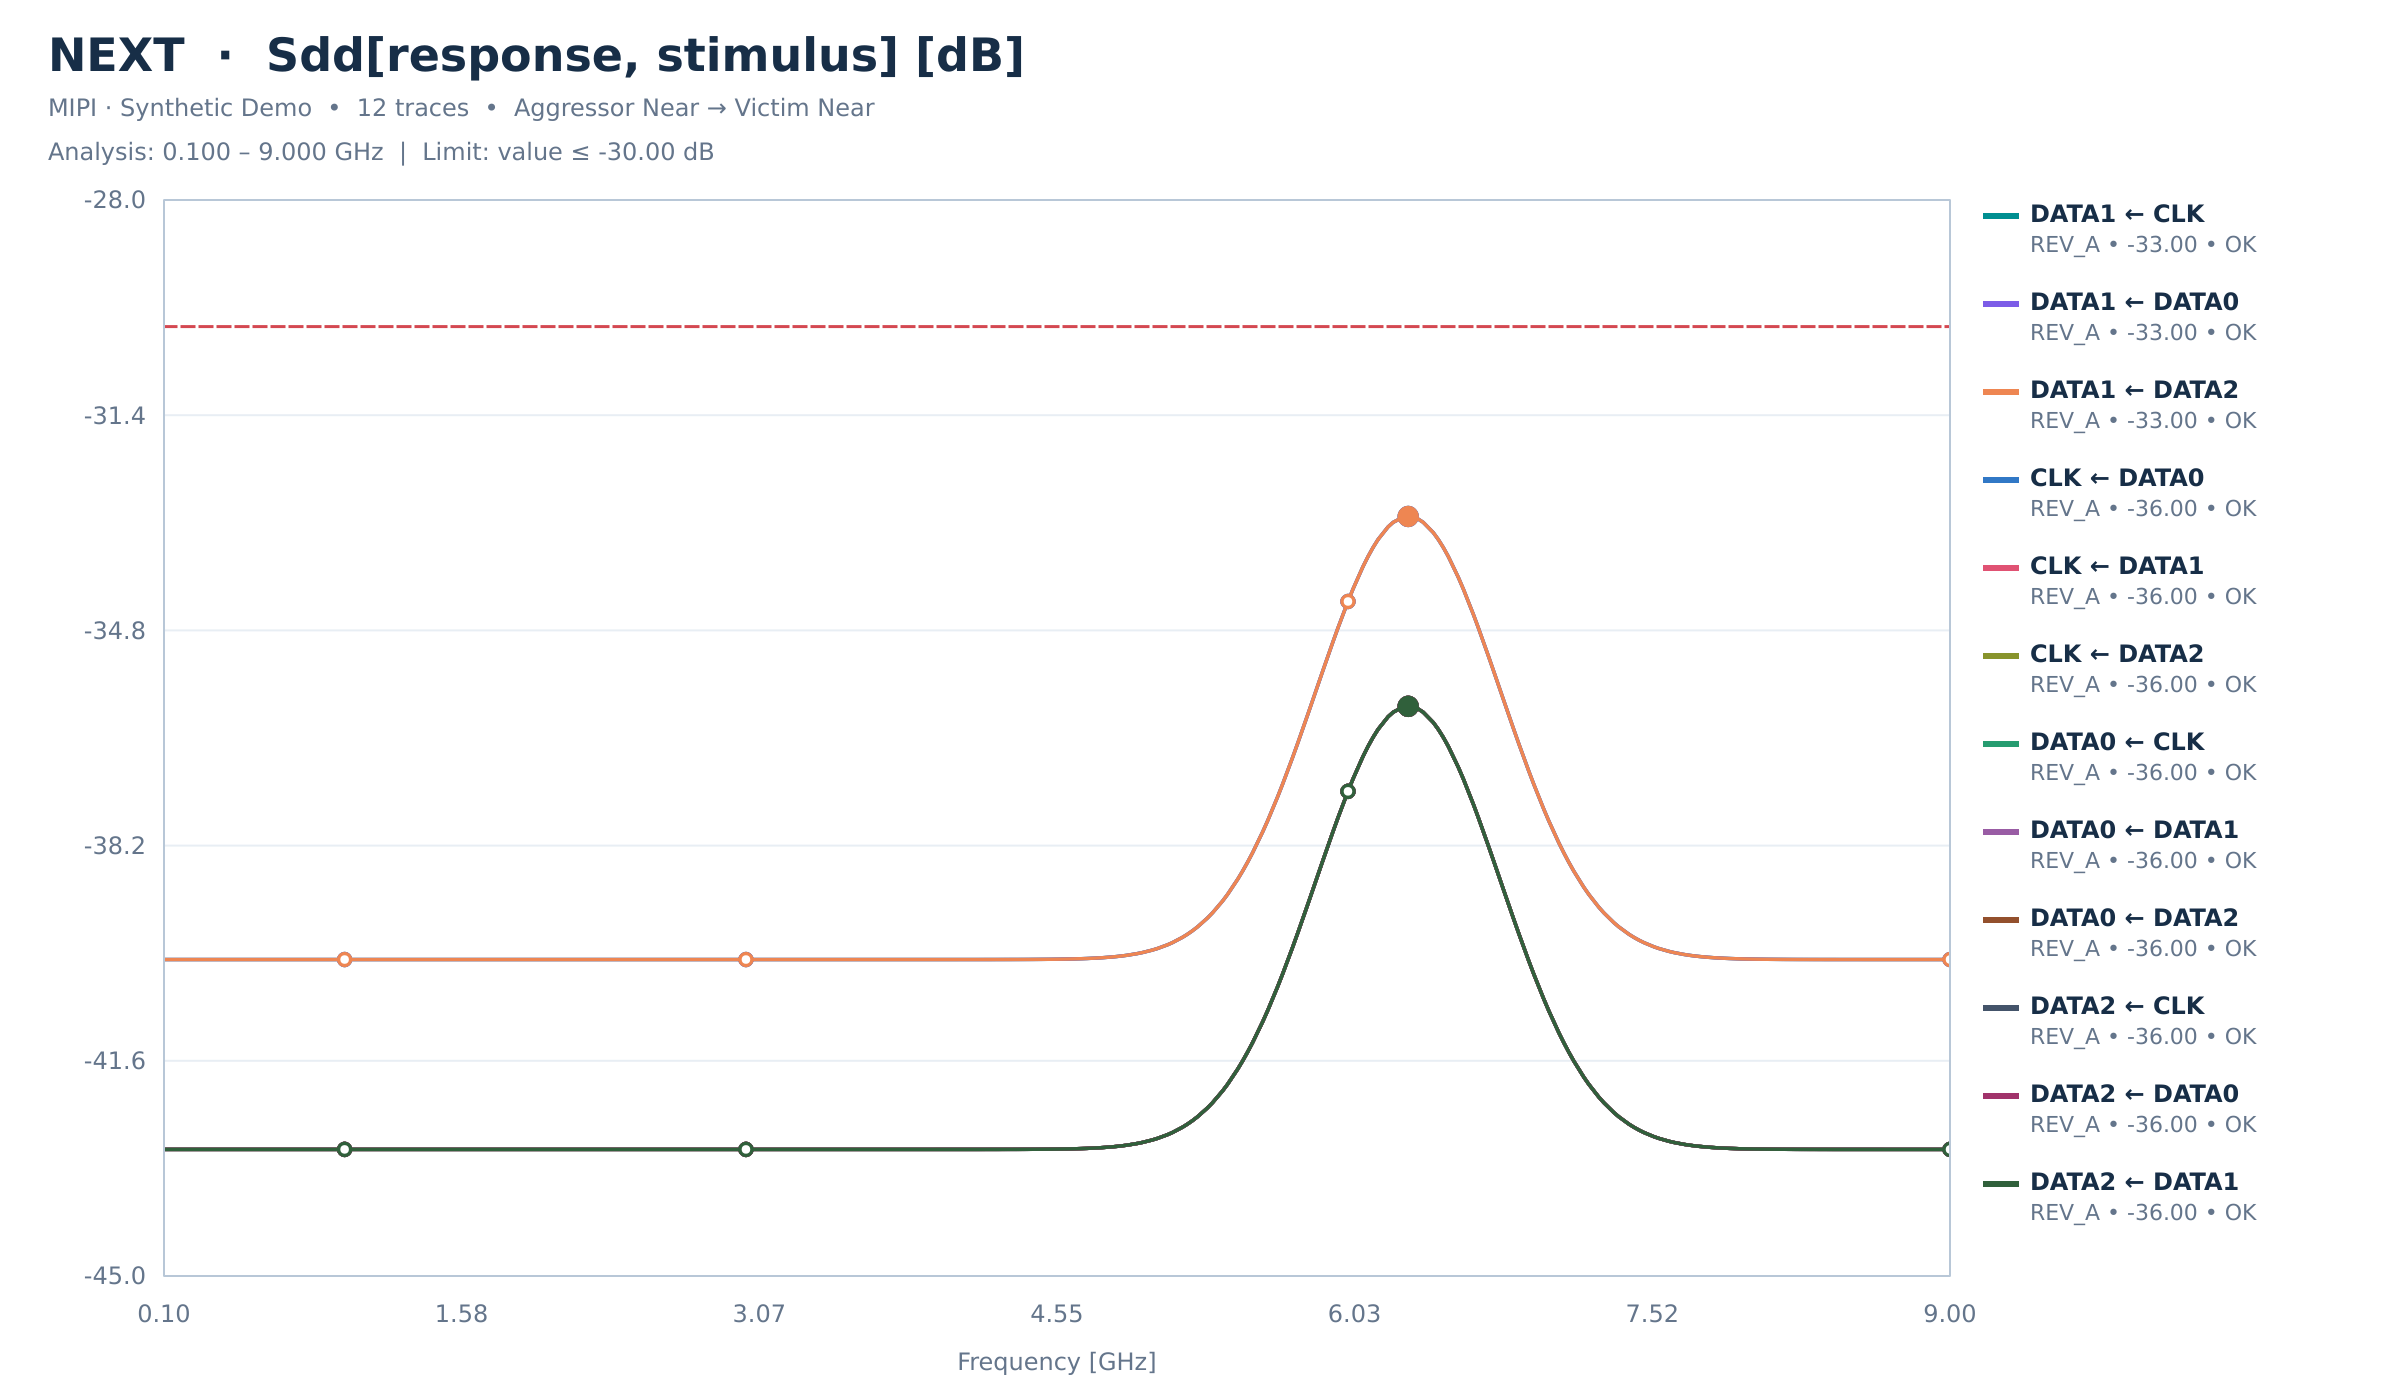 NEXT · Sdd[response, stimulus] [dB]
MIPI · Synthetic Demo • 12 traces • Aggressor Near → Victim Near
Analysis: 0.100 – 9.000 GHz | Limit: value ≤ -30.00 dB
-28.0
-31.4
-34.8
-38.2
-41.6
-45.0
0.10 1.58 3.07 4.55 6.03 7.52 9.00
Frequency [GHz]
DATA1 ← CLK
REV_A • -33.00 • OK
DATA1 ← DATA0
REV_A • -33.00 • OK
DATA1 ← DATA2
REV_A • -33.00 • OK
CLK ← DATA0
REV_A • -36.00 • OK
CLK ← DATA1
REV_A • -36.00 • OK
CLK ← DATA2
REV_A • -36.00 • OK
DATA0 ← CLK
REV_A • -36.00 • OK
DATA0 ← DATA1
REV_A • -36.00 • OK
DATA0 ← DATA2
REV_A • -36.00 • OK
DATA2 ← CLK
REV_A • -36.00 • OK
DATA2 ← DATA0
REV_A • -36.00 • OK
DATA2 ← DATA1
REV_A • -36.00 • OK